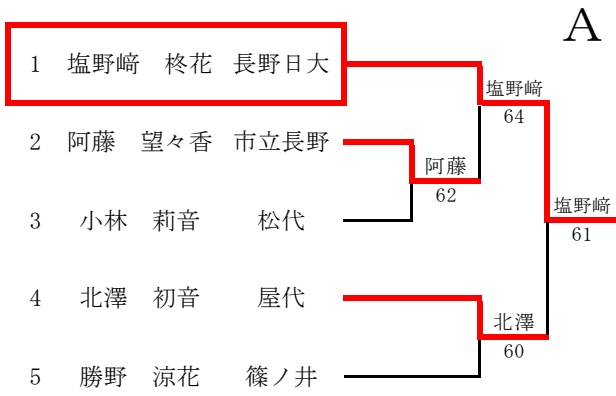 A
1 塩野﨑 柊花 長野日大
塩野﨑
64
2 阿藤 望々香 市立長野
阿藤
62
塩野﨑
61
3 小林 莉音 松代
4 北澤 初音 屋代
北澤
60
5 勝野 涼花 篠ノ井